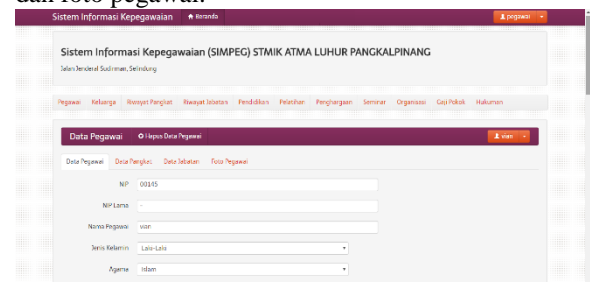 dan foto pegawai.
Sistem Informasi Kepegawaian Beranda pegawai
Sistem Informasi Kepegawaian (SIMPEG) STMIK ATMA LUHUR PANGKALPINANG
Jalan Jenderal Sudirman, Selindung
Pegawai Keluarga Riwayat Pangkat Riwayat Jabatan Pendidikan Pelatihan Penghargaan Seminar Organisasi Gaji Pokok Hukuman
Data Pegawai Hapus Data Pegawai vian
Data Pegawai Data Pangkat Data Jabatan Foto Pegawai
NIP 00145
NIP Lama -
Nama Pegawai vian
Jenis Kelamin Laki-Laki
Agama Islam